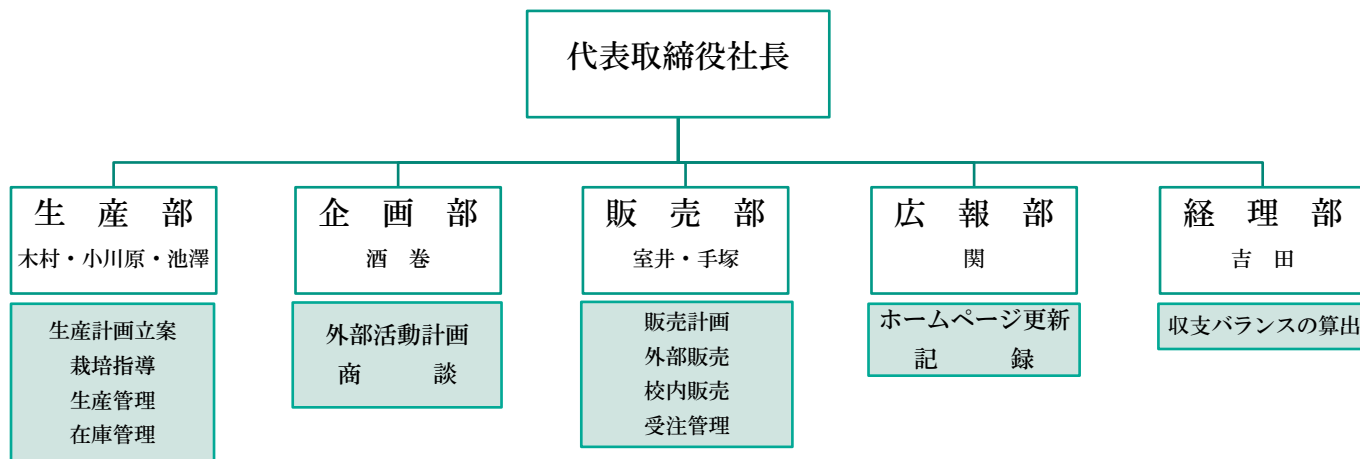 代表取締役社長
生　産　部
木村・小川原・池澤
生産計画立案
栽培指導
生産管理
在庫管理
企　画　部
酒　巻
外部活動計画
商　　　談
販　売　部
室井・手塚
販売計画
外部販売
校内販売
受注管理
広　報　部
関
ホームページ更新
記　　　録
経　理　部
吉　田
収支バランスの算出